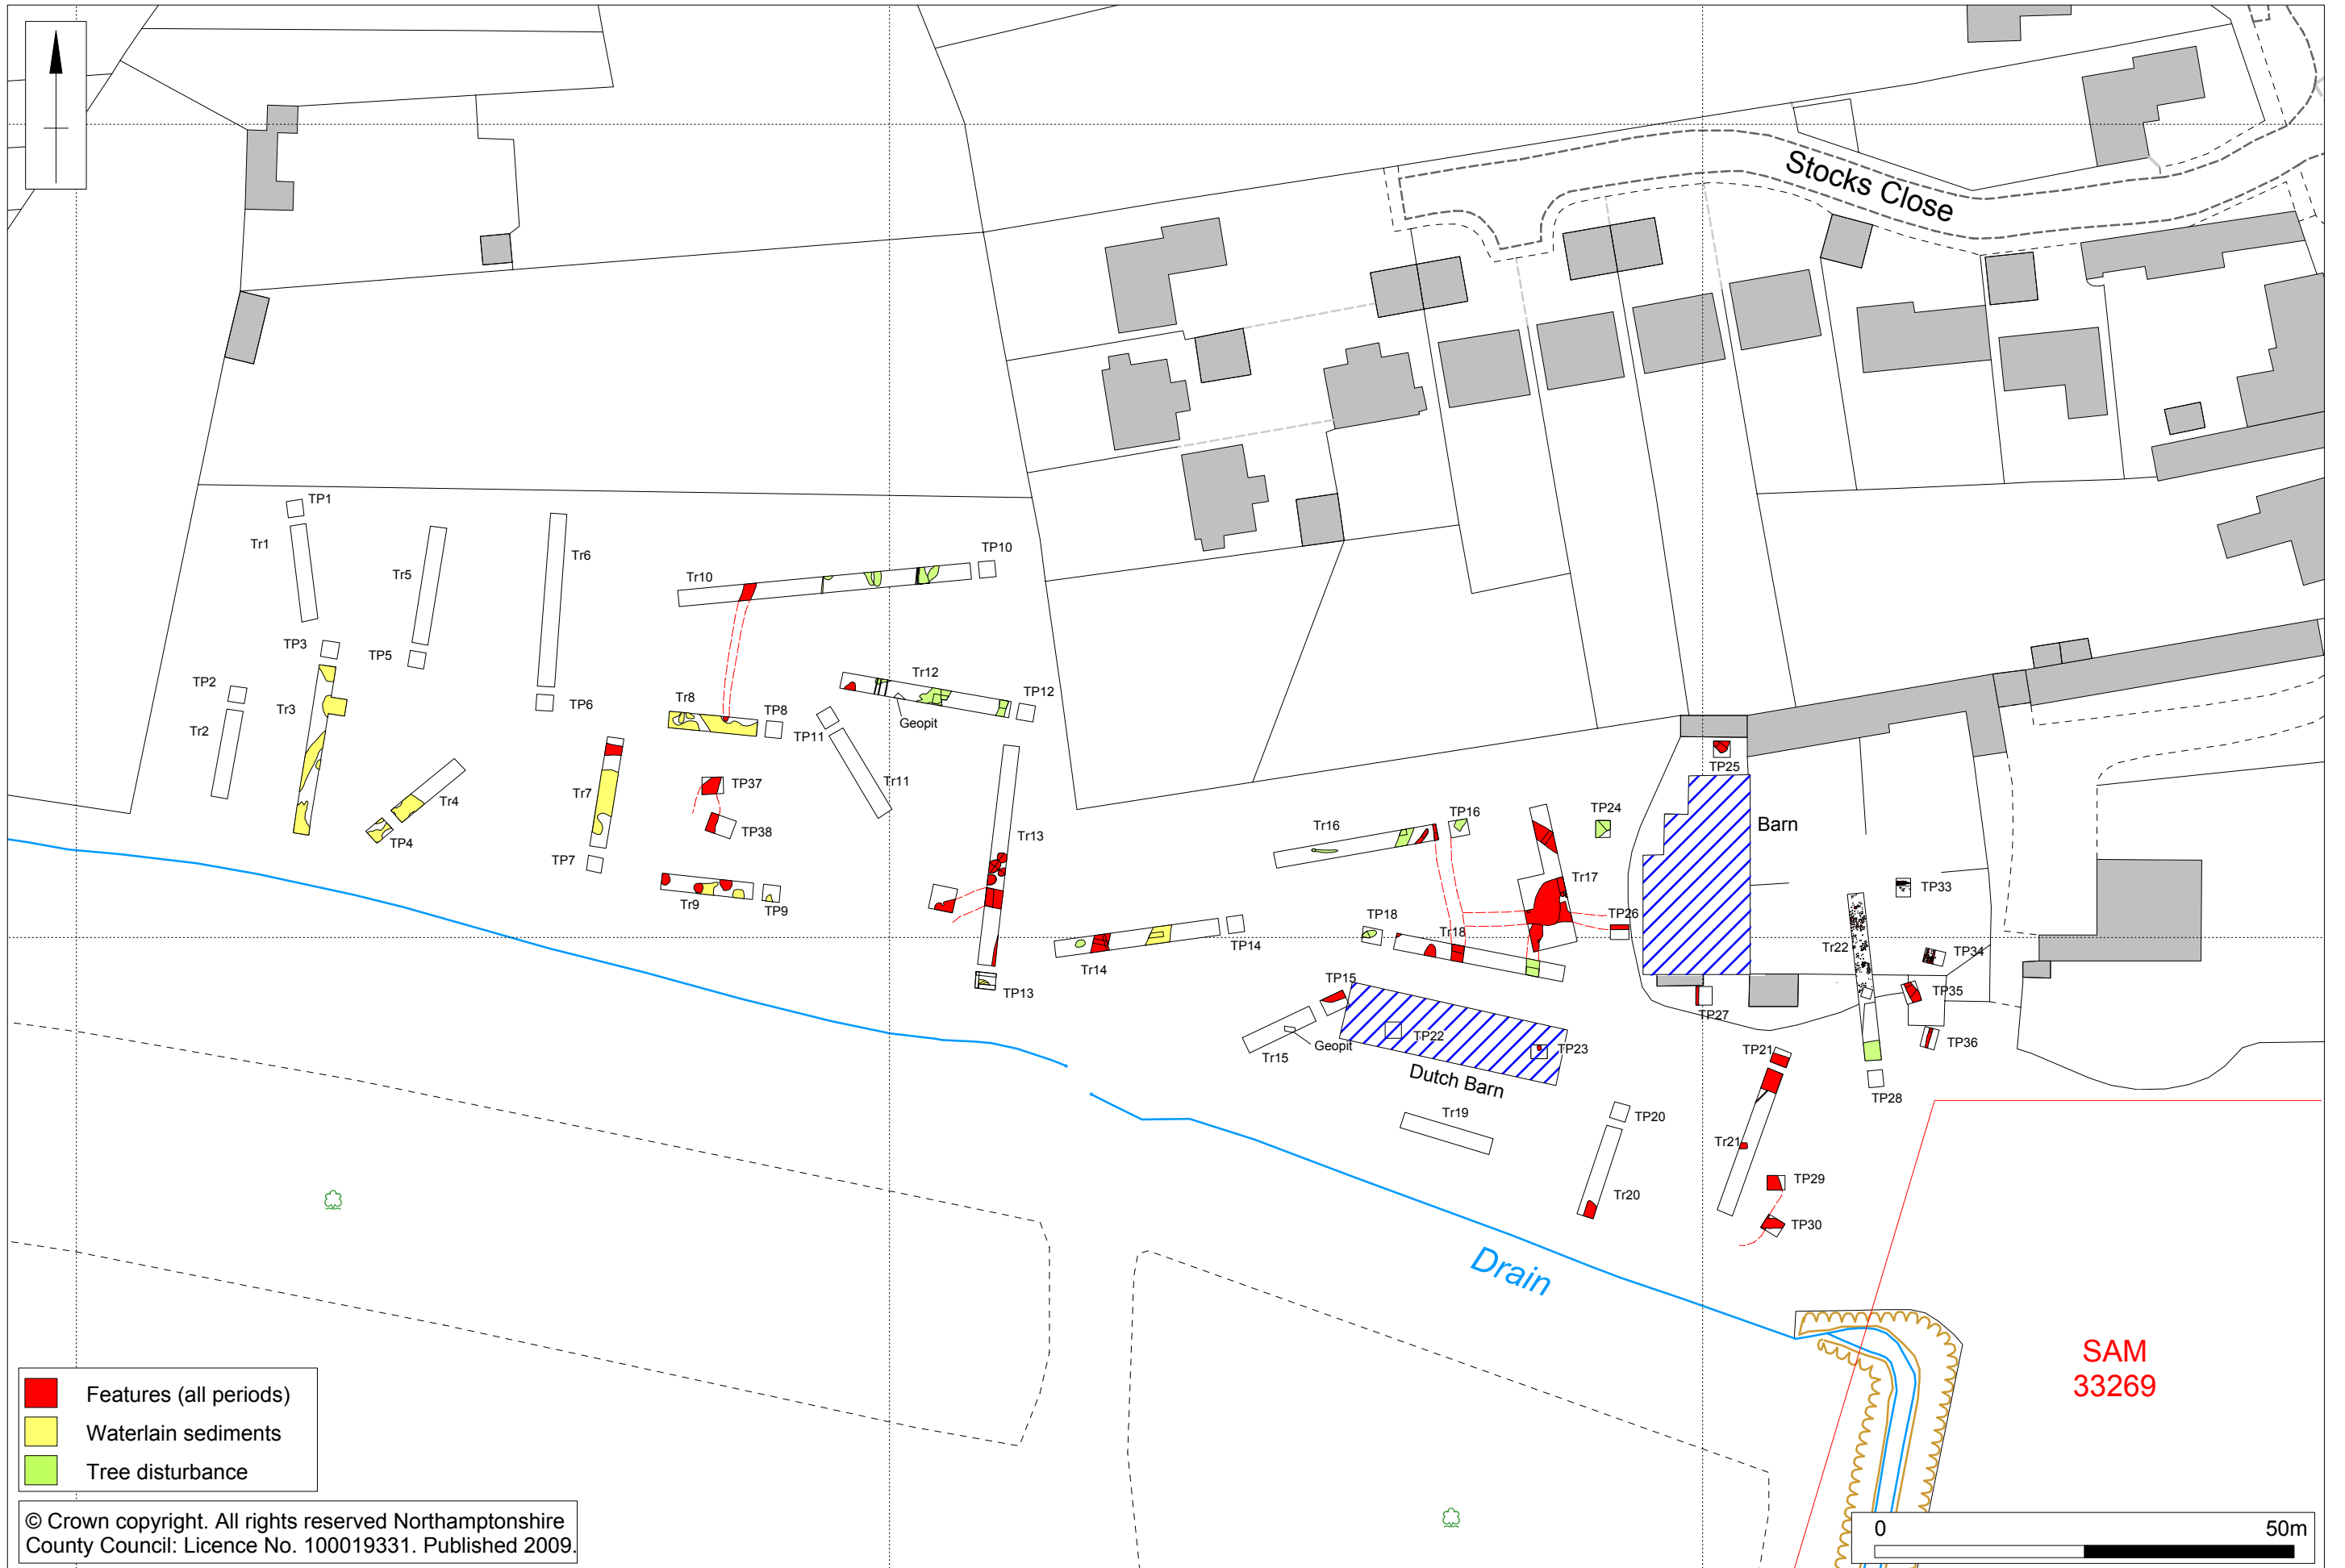 Stocks Close
TP1
Tr1
Tr5
Tr6
Tr10
TP10
TP3
TP5
TP2
Tr3
Tr2
TP6
Tr8
TP8
Tr12
TP12
Geopit
TP11
Tr11
Tr4
TP4
Tr7
TP7
TP37
TP38
Tr9
TP9
Tr13
TP13
Tr14
TP14
Tr16
TP16
Tr17
TP24
TP25
Barn
TP18
Tr18
TP26
TP15
Tr15
Geopit
TP22
TP23
Dutch Barn
TP27
Tr22
TP33
TP34
TP35
TP36
TP28
TP21
Tr21
Tr19
TP20
Tr20
TP29
TP30
Drain
SAM
33269
Features (all periods)
Waterlain sediments
Tree disturbance
© Crown copyright. All rights reserved Northamptonshire
County Council: Licence No. 100019331. Published 2009.
0 50m